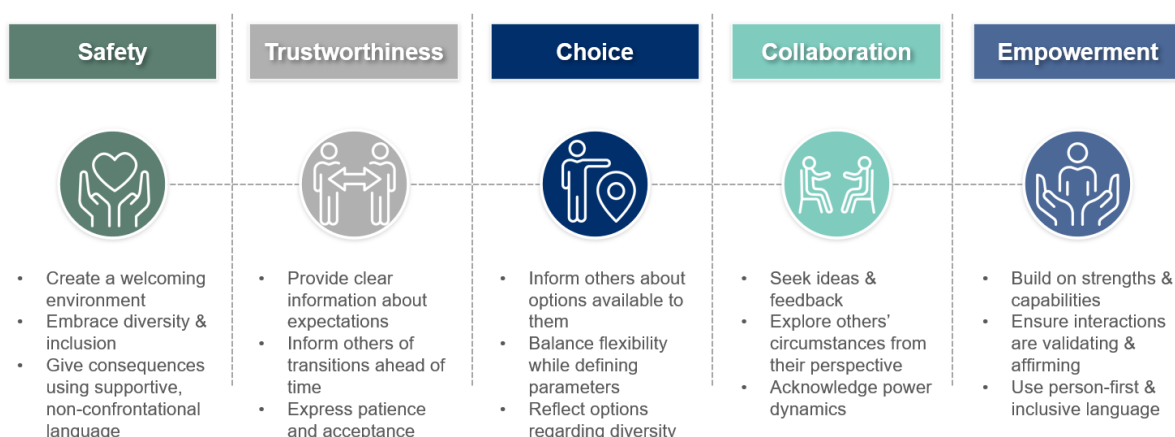 Safety
Trustworthiness
Choice
Collaboration
Empowerment
• Create a welcoming
environment
• Embrace diversity &
inclusion
• Give consequences
using supportive,
non-confrontational
language
• Provide clear
information about
expectations
• Inform others of
transitions ahead of
time
• Express patience
and acceptance
• Inform others about
options available to
them
• Balance flexibility
while defining
parameters
• Reflect options
regarding diversity
• Seek ideas &
feedback
• Explore others'
circumstances from
their perspective
• Acknowledge power
dynamics
• Build on strengths &
capabilities
• Ensure interactions
are validating &
affirming
• Use person-first &
inclusive language